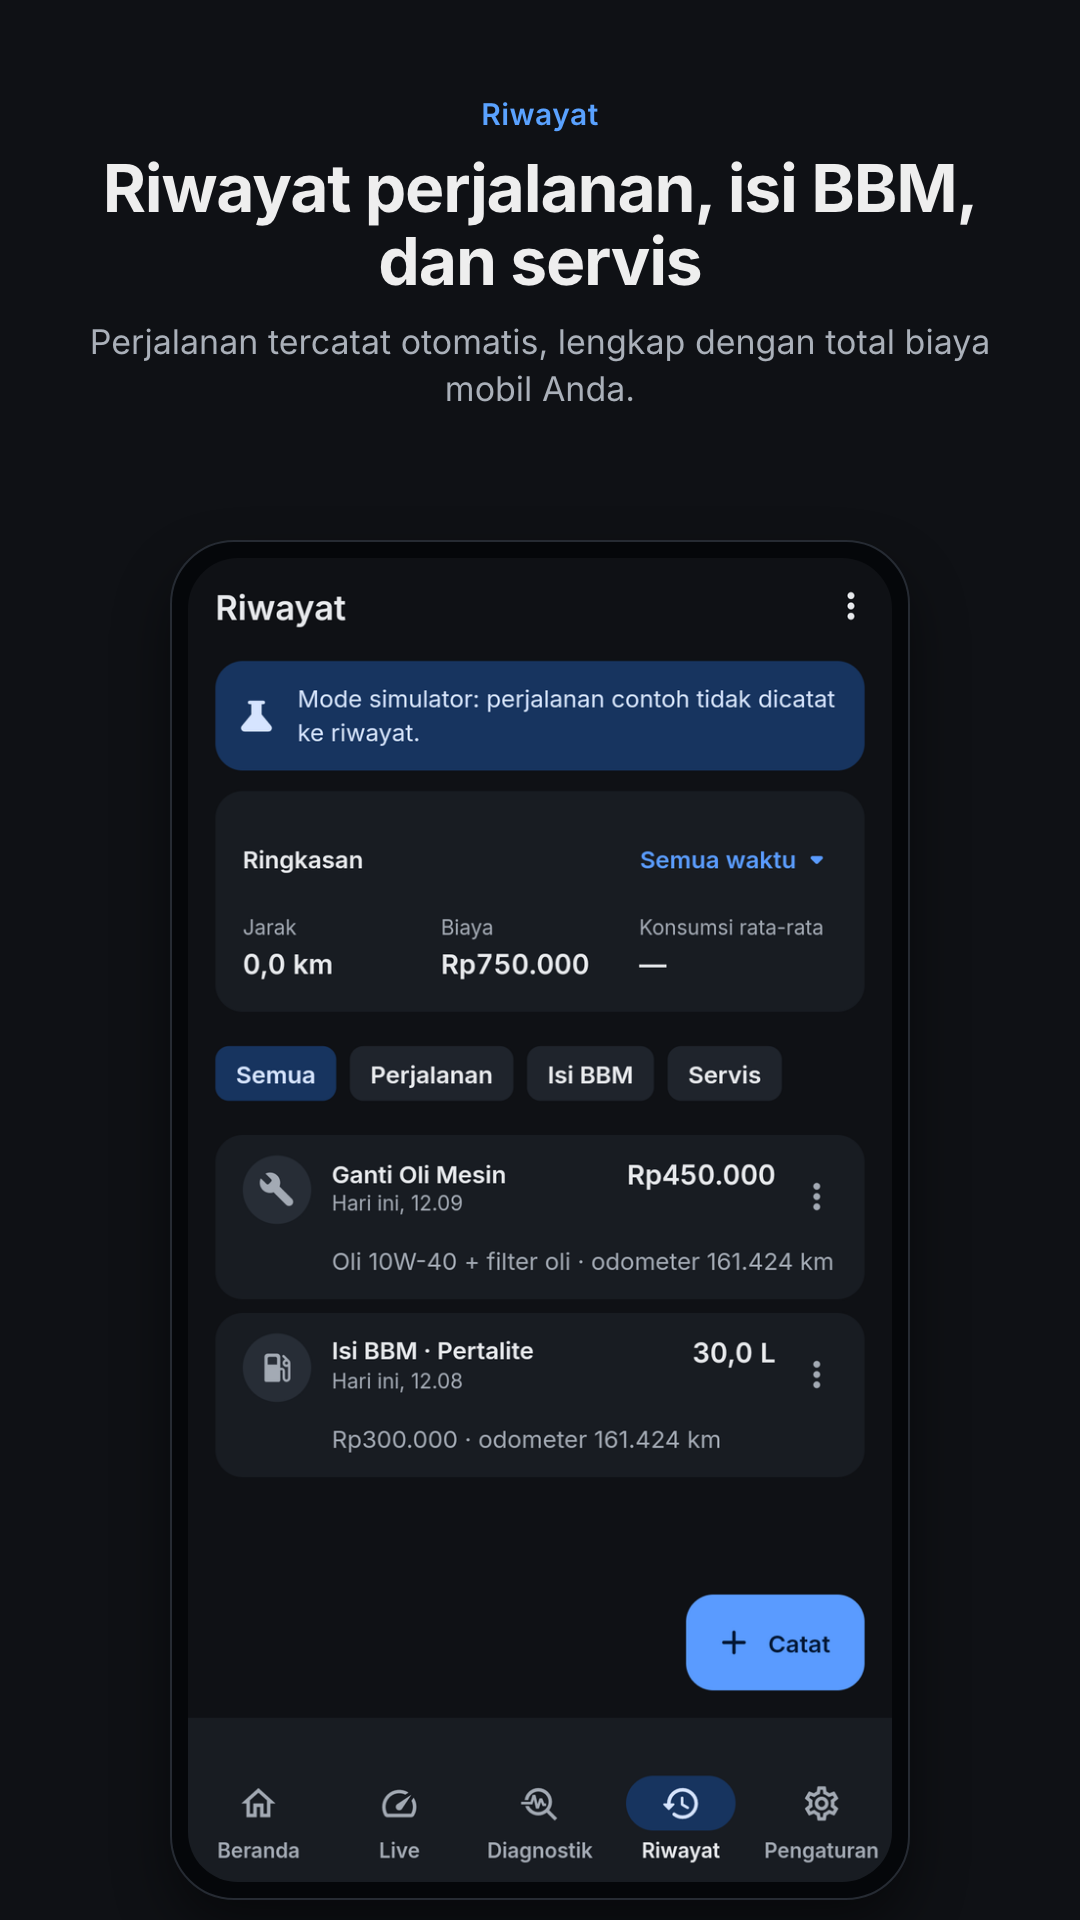 Riwayat
Riwayat perjalanan, isi BBM,
dan servis
Perjalanan tercatat otomatis, lengkap dengan total biaya
mobil Anda.
Riwayat
Mode simulator: perjalanan contoh tidak dicatat
ke riwayat.
Ringkasan
Semua waktu
Jarak
Biaya
Konsumsi rata-rata
0,0 km
Rp750.000
—
Semua
Perjalanan
Isi BBM
Servis
Ganti Oli Mesin
Rp450.000
Hari ini, 12.09
Oli 10W-40 + filter oli · odometer 161.424 km
Isi BBM · Pertalite
30,0 L
Hari ini, 12.08
Rp300.000 · odometer 161.424 km
+ Catat
Beranda
Live
Diagnostik
Riwayat
Pengaturan